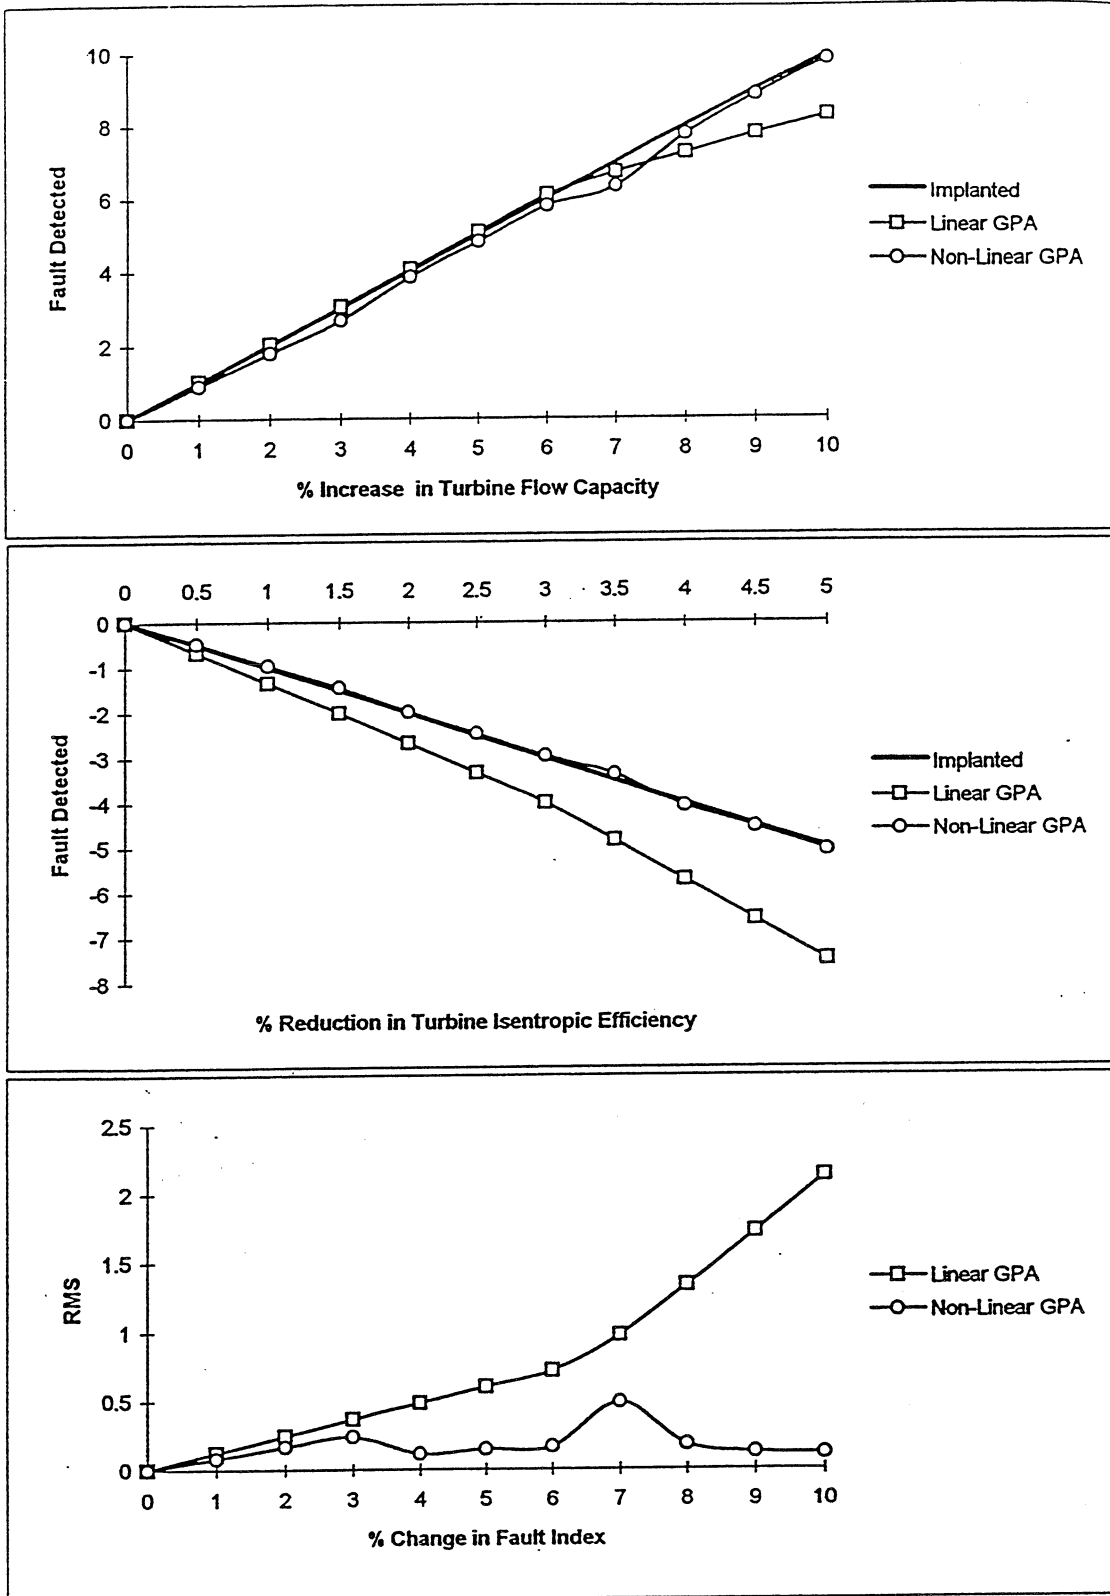 10
8
6
4
2
0
Fault Detected
0 1 2 3 4 5 6 7 8 9 10
% Increase in Turbine Flow Capacity
Implanted
Linear GPA
Non-Linear GPA
0 0.5 1 1.5 2 2.5 3 3.5 4 4.5 5
0
-1
-2
-3
-4
-5
-6
-7
-8
Fault Detected
% Reduction in Turbine Isentropic Efficiency
Implanted
Linear GPA
Non-Linear GPA
2.5
2
1.5
1
0.5
0
RMS
0 1 2 3 4 5 6 7 8 9 10
% Change in Fault Index
Linear GPA
Non-Linear GPA